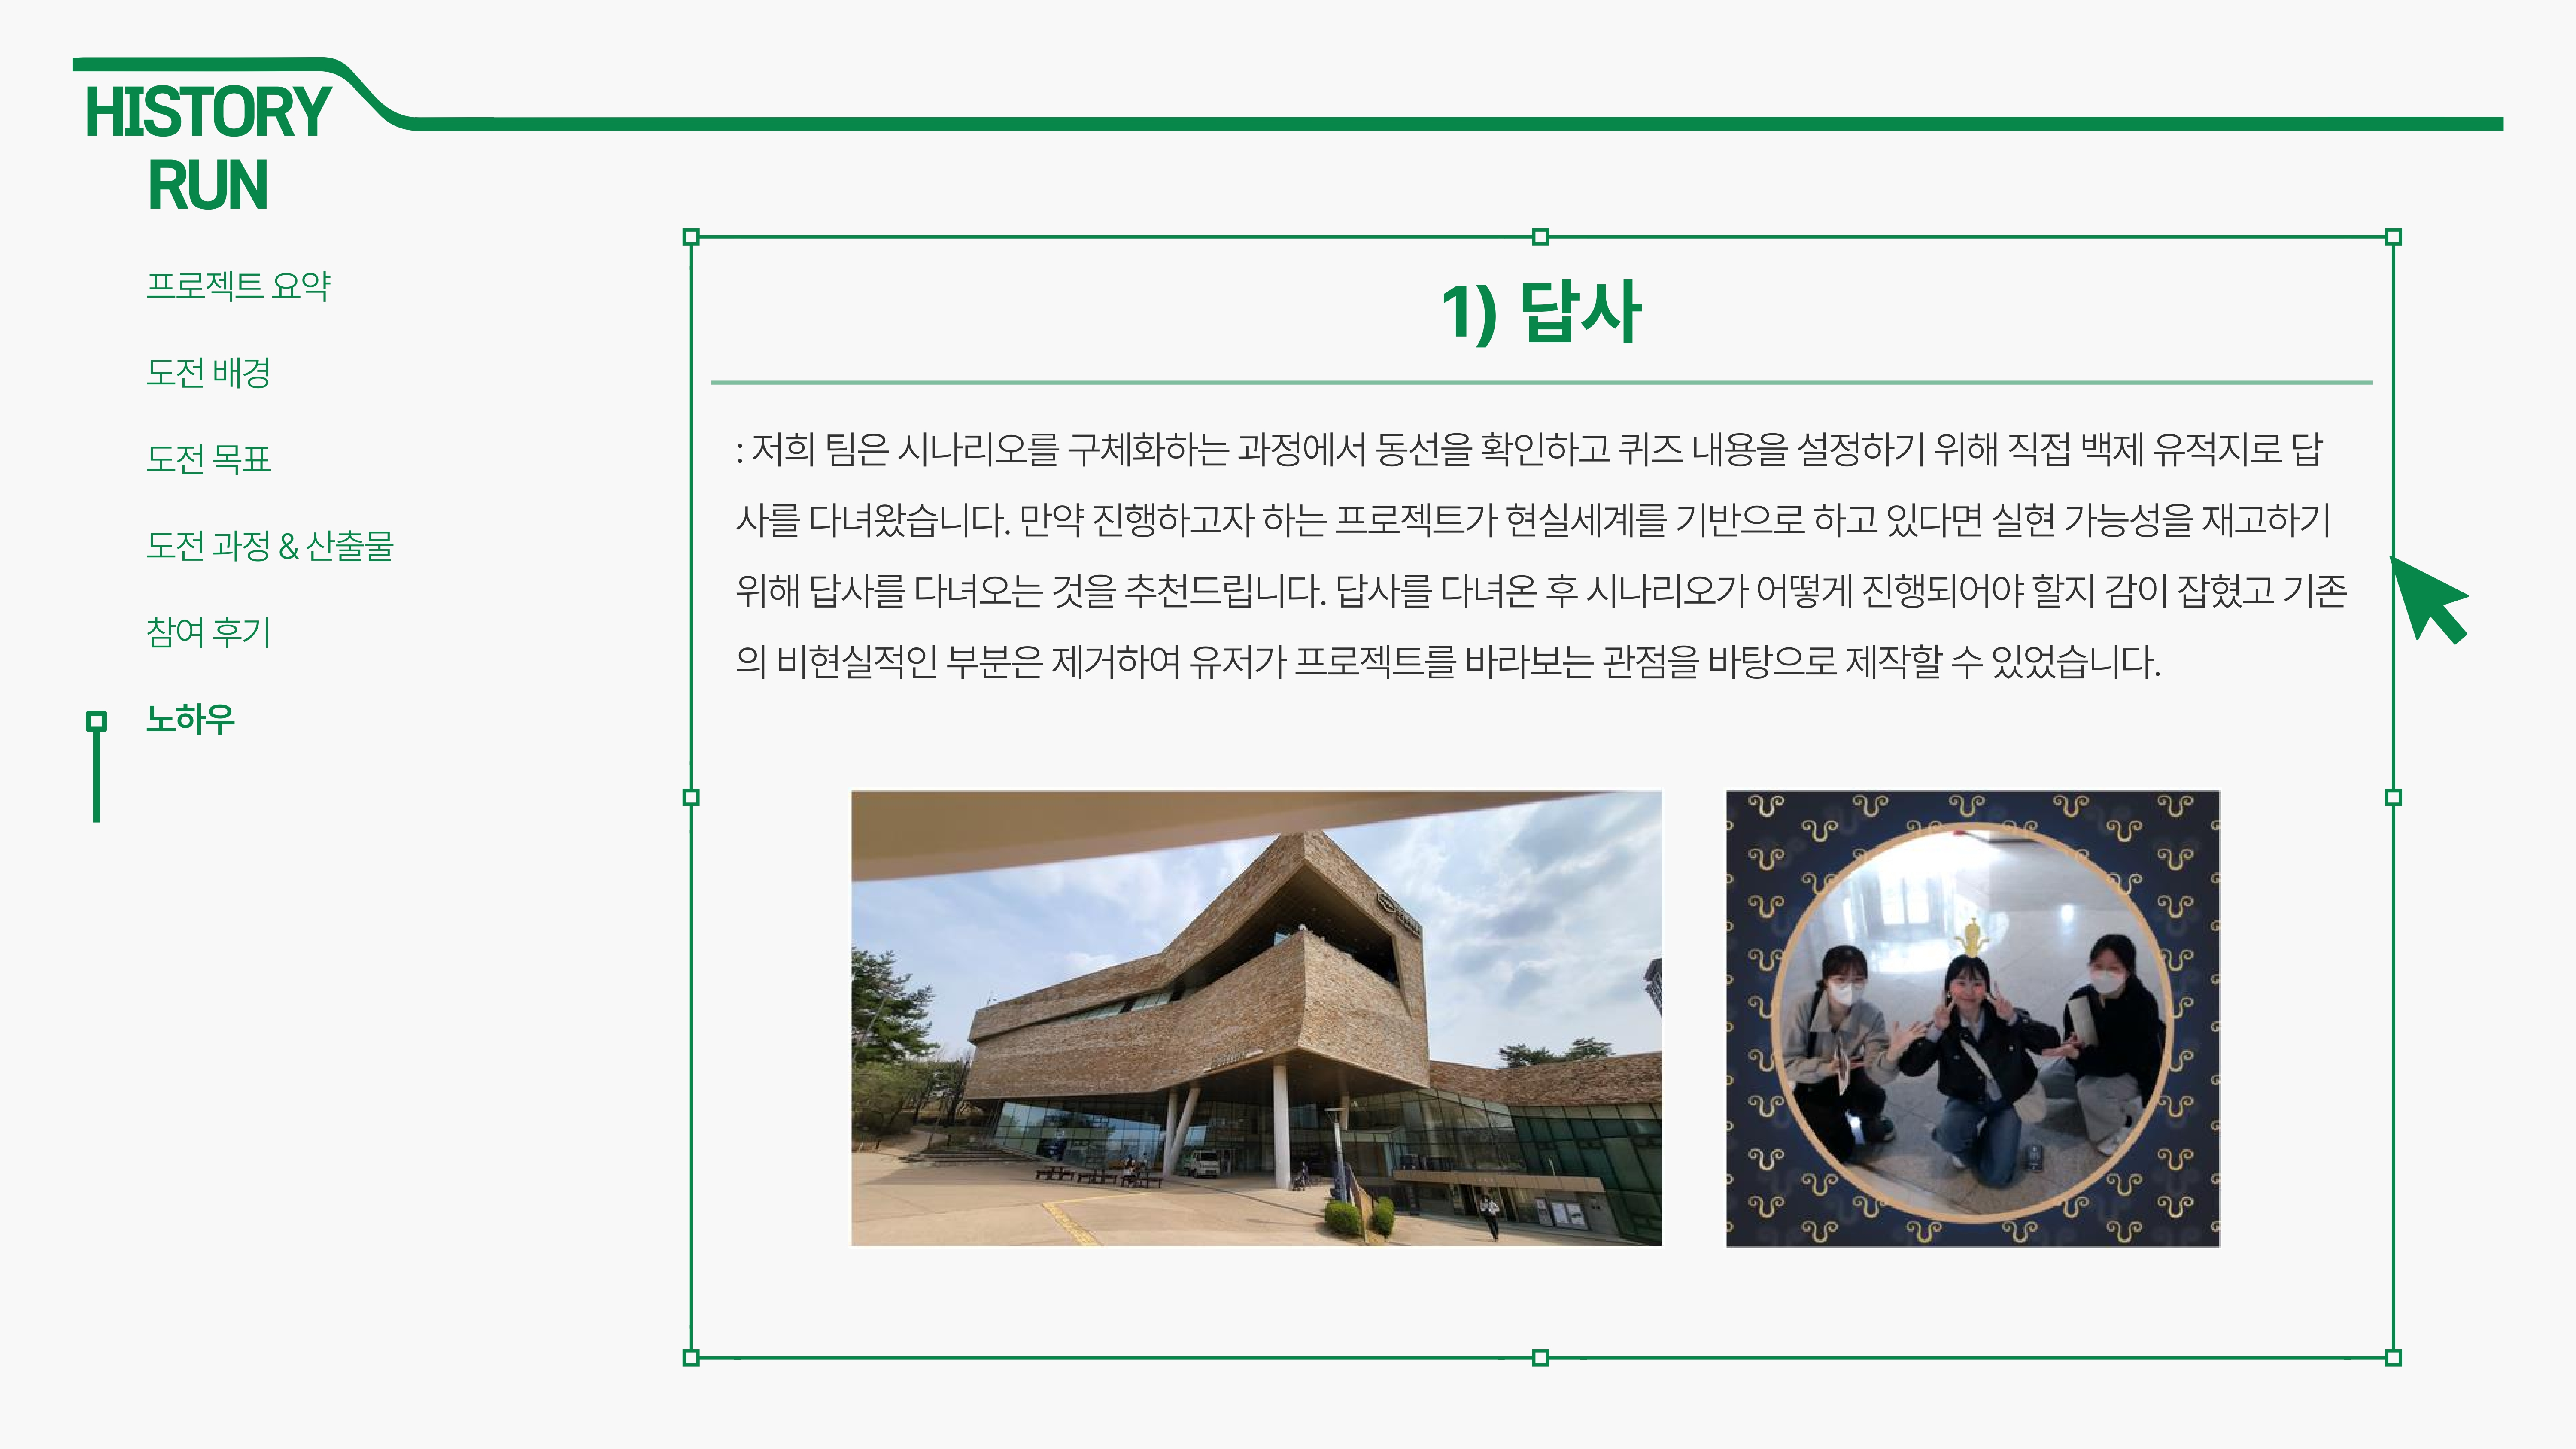 HISTORY
RUN
프로젝트 요약
도전 배경
도전 목표
도전 과정 & 산출물
참여 후기
노하우
1) 답사
: 저희 팀은 시나리오를 구체화하는 과정에서 동선을 확인하고 퀴즈 내용을 설정하기 위해 직접 백제 유적지로 답
사를 다녀왔습니다. 만약 진행하고자 하는 프로젝트가 현실세계를 기반으로 하고 있다면 실현 가능성을 재고하기
위해 답사를 다녀오는 것을 추천드립니다. 답사를 다녀온 후 시나리오가 어떻게 진행되어야 할지 감이 잡혔고 기존
의 비현실적인 부분은 제거하여 유저가 프로젝트를 바라보는 관점을 바탕으로 제작할 수 있었습니다.